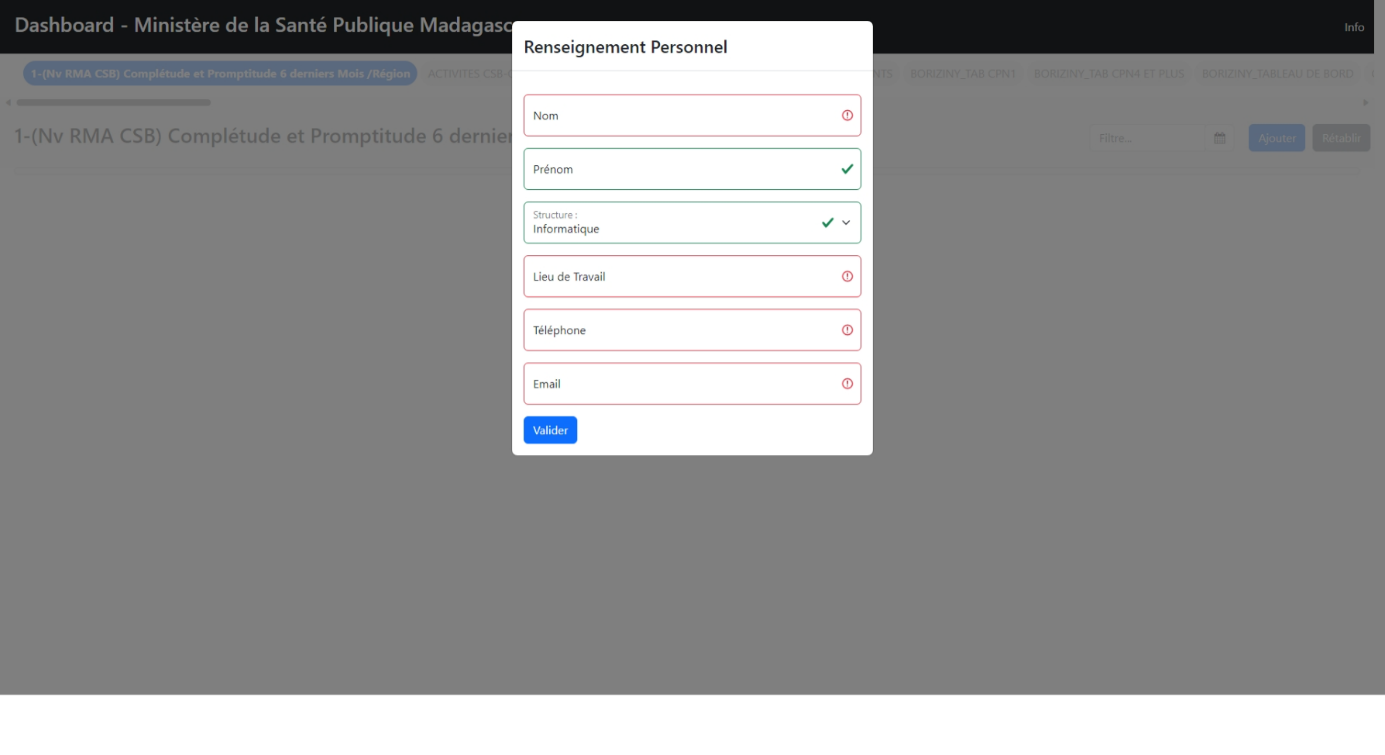 Dashboard - Ministère de la Santé Publique Madagasc
Info
1-(Nv RMA CSB) Complétude et Promptitude 6 derniers Mois /Région
ACTIVITES CSB-
NTS
BORIZINY_TAB CPN1
BORIZINY_TAB CPN4 ET PLUS
BORIZINY_TABLEAU DE BORD
1-(Nv RMA CSB) Complétude et Promptitude 6 dernier
Filtre...
Ajouter
Rétablir
Renseignement Personnel
Nom
Prénom
Structure :
Informatique
Lieu de Travail
Téléphone
Email
Valider